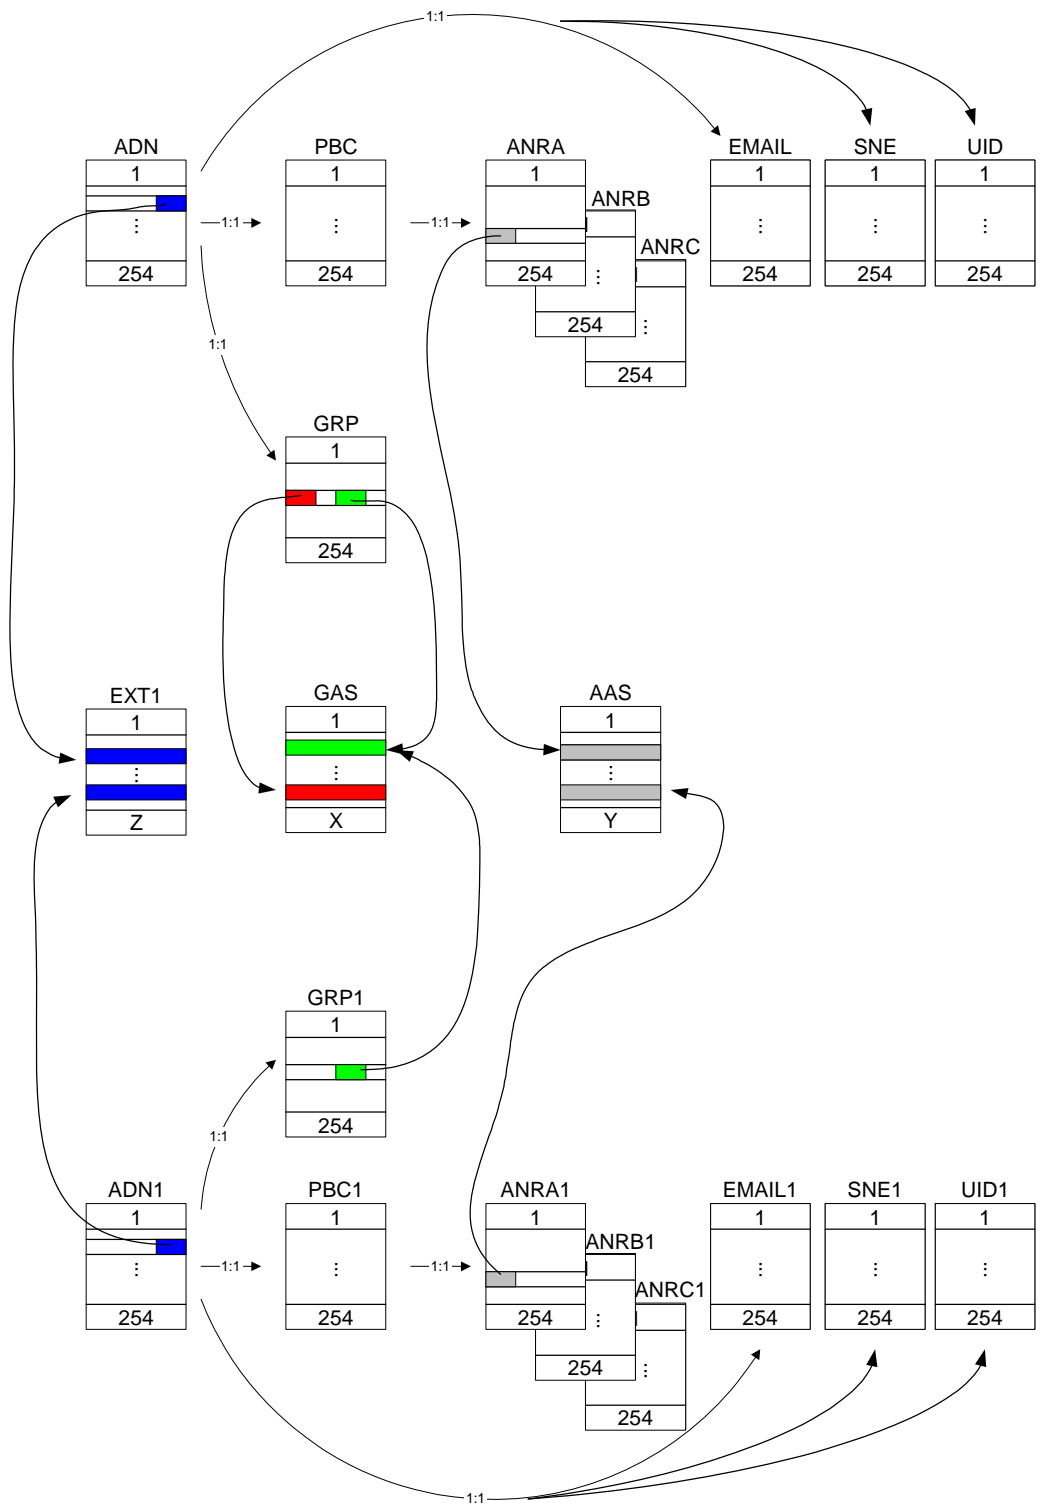 1:1
ADN PBC ANRA EMAIL SNE UID
1 1 1 1 1 1
ANRB
⋮ 1:1 ⋮ 1:1 ⋮ ⋮ ⋮
ANRC
254 254 254 ⋮ 254 254 254
254 ⋮
1:1
254
GRP
1
254
EXT1 GAS AAS
1 1 1
⋮ ⋮ ⋮
Z X Y
GRP1
1
254
1:1
ADN1 PBC1 ANRA1 EMAIL1 SNE1 UID1
1 1 1 1 1 1
ANRB1
⋮ 1:1 ⋮ 1:1 ⋮ ⋮ ⋮
ANRC1
254 254 254 ⋮ 254 254 254
254 ⋮
254
1:1